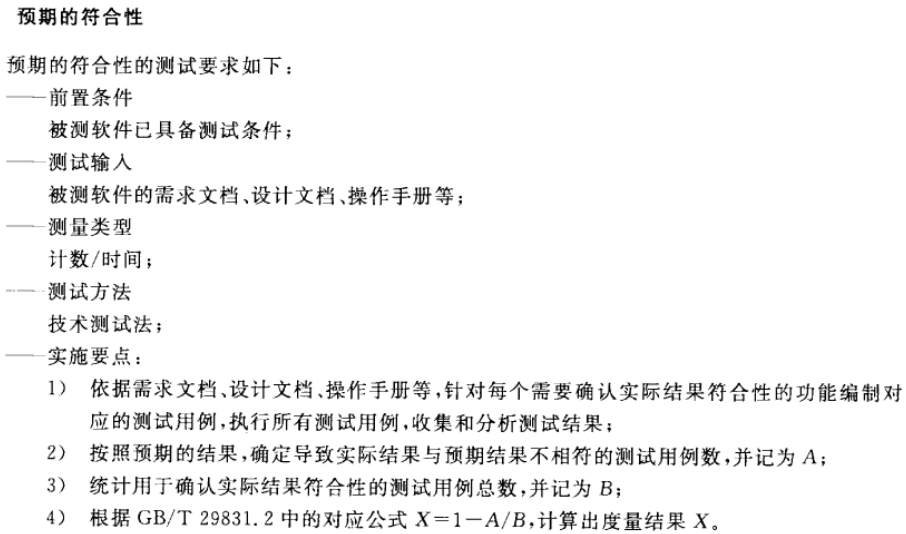 预期的符合性
预期的符合性的测试要求如下：
——前置条件
被测软件已具备测试条件；
——测试输入
被测软件的需求文档、设计文档、操作手册等；
——测量类型
计数/时间；
——测试方法
技术测试法；
——实施要点：
1） 依据需求文档、设计文档、操作手册等，针对每个需要确认实际结果符合性的功能编制对
应的测试用例，执行所有测试用例，收集和分析测试结果；
2） 按照预期的结果，确定导致实际结果与预期结果不相符的测试用例数，并记为 A；
3） 统计用于确认实际结果符合性的测试用例总数，并记为 B；
4） 根据 GB/T 29831.2 中的对应公式 X=1-A/B，计算出度量结果 X。